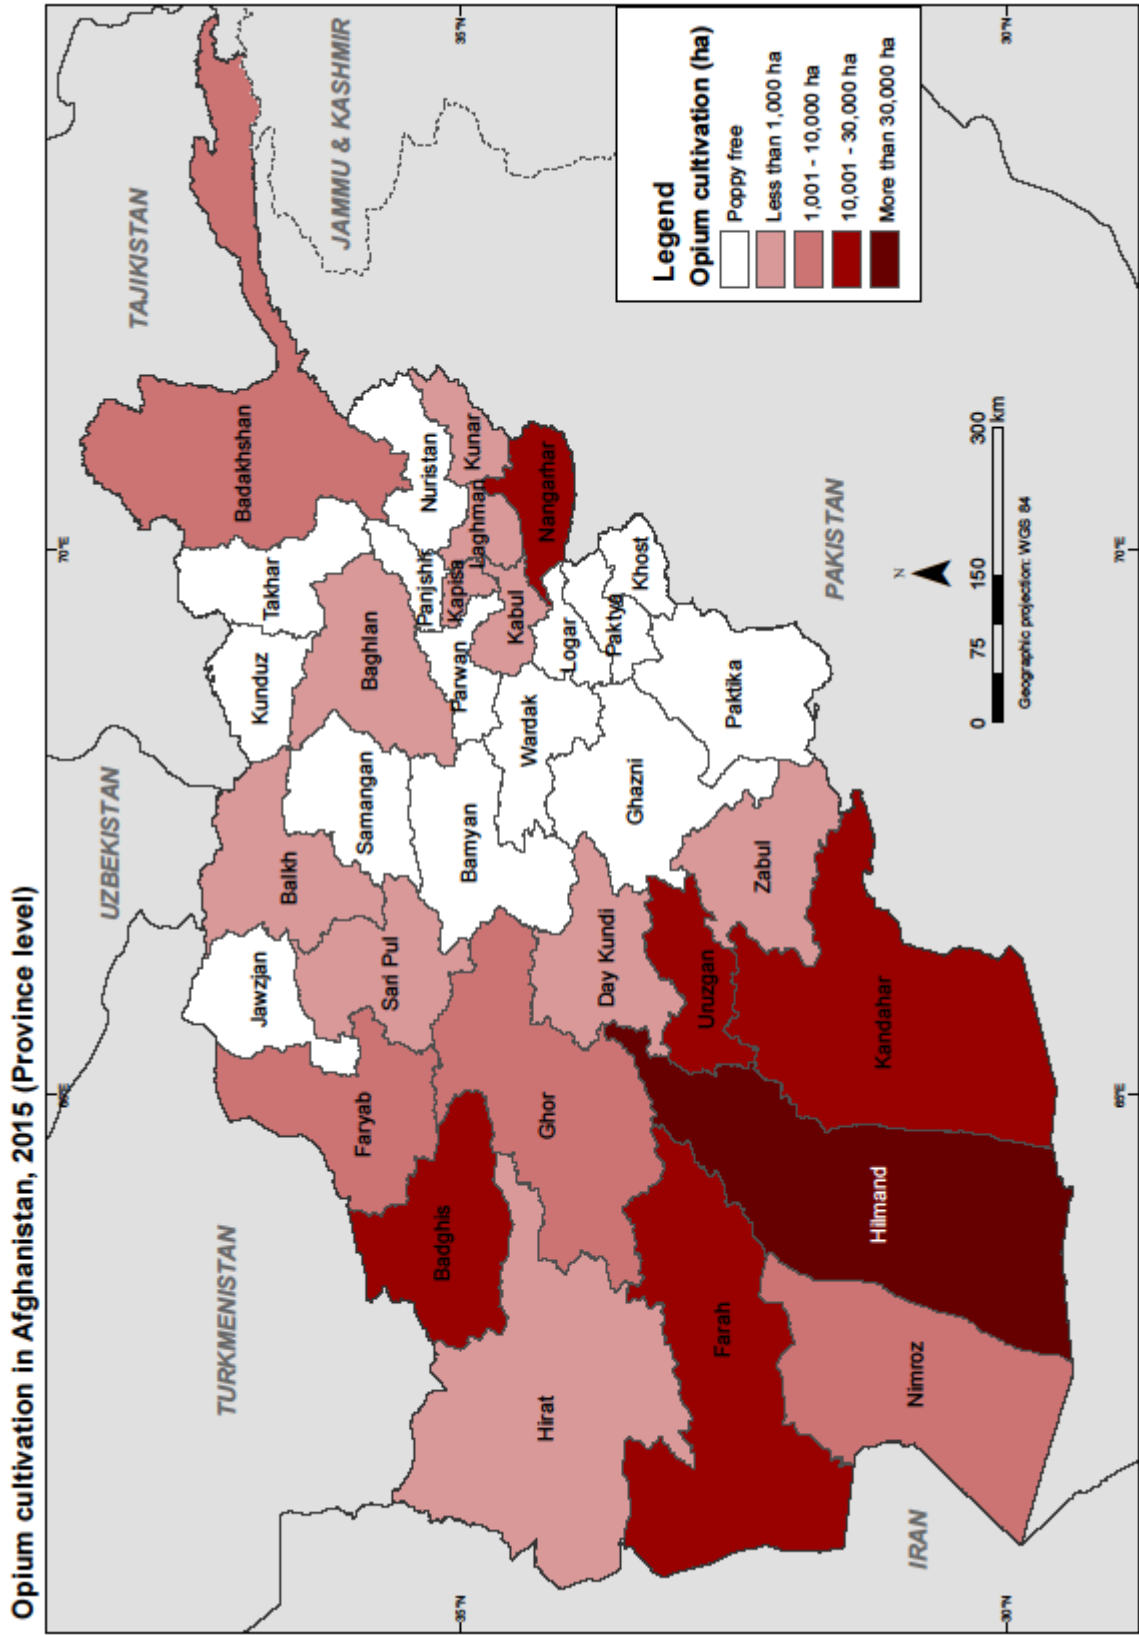 Opium cultivation in Afghanistan, 2015 (Province level)
65°E
70°E
UZBEKISTAN
TAJIKISTAN
TURKMENISTAN
JAMMU & KASHMIR
Jawzjan
Balkh
Kunduz
Takhar
Badakhshan
Faryab
Sari Pul
Samangan
Baghlan
Panjshir
Nuristan
35°N
Badghis
Bamyan
Parwan
Kapisa
Laghman
Kunar
35°N
Hirat
Ghor
Day Kundi
Wardak
Kabul
Nangarhar
Logar
Ghazni
Paktya
Khost
Farah
Uruzgan
Zabul
Paktika
PAKISTAN
Hilmand
Kandahar
Nimroz
IRAN
30°N
30°N
65°E
70°E
N
0 75 150 300
km
Geographic projection: WGS 84
Legend
Opium cultivation (ha)
Poppy free
Less than 1,000 ha
1,001 - 10,000 ha
10,001 - 30,000 ha
More than 30,000 ha